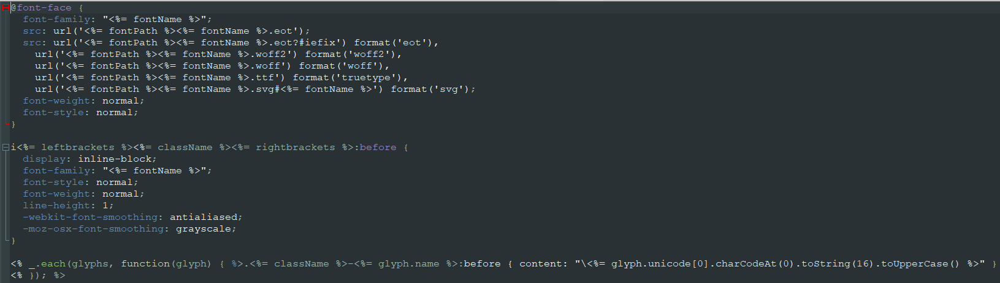 @font-face {
  font-family: "<%= fontName %>";
  src: url('<%= fontPath %><%= fontName %>.eot');
  src: url('<%= fontPath %><%= fontName %>.eot?#iefix') format('eot'),
    url('<%= fontPath %><%= fontName %>.woff2') format('woff2'),
    url('<%= fontPath %><%= fontName %>.woff') format('woff'),
    url('<%= fontPath %><%= fontName %>.ttf') format('truetype'),
    url('<%= fontPath %><%= fontName %>.svg#<%= fontName %>') format('svg');
  font-weight: normal;
  font-style: normal;
}

i<%= leftbrackets %><%= className %><%= rightbrackets %>:before {
  display: inline-block;
  font-family: "<%= fontName %>";
  font-style: normal;
  font-weight: normal;
  line-height: 1;
  -webkit-font-smoothing: antialiased;
  -moz-osx-font-smoothing: grayscale;
}

<% _.each(glyphs, function(glyph) { %>.<%= className %>-<%= glyph.name %>:before { content: "\<%= glyph.unicode[0].charCodeAt(0).toString(16).toUpperCase() %>" }
<% }); %>